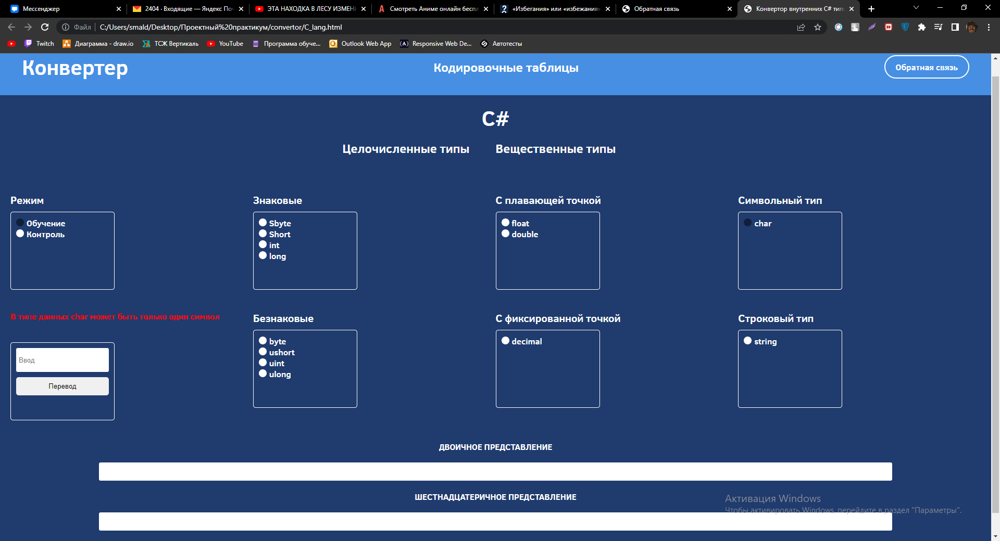 Мессенджер
2404 · Входящие — Яндекс По
ЭТА НАХОДКА В ЛЕСУ ИЗМЕН
Смотреть Аниме онлайн бесп
«Избегания» или «избежания»
Обратная связь
Конвертор внутренних C# тип
Файл
C:/Users/smald/Desktop/Проектный%20практикум/convertor/C_lang.html
Twitch
Диаграмма - draw.io
ТСЖ Вертикаль
YouTube
Программа обуче...
Outlook Web App
Responsive Web De...
Автотесты
Конвертер
Кодировочные таблицы
Обратная связь
C#
Целочисленные типы
Вещественные типы
Режим
Обучение
Контроль
Знаковые
Sbyte
Short
int
long
С плавающей точкой
float
double
Символьный тип
char
В типе данных char может быть только один символ
Ввод
Перевод
Безнаковые
byte
ushort
uint
ulong
С фиксированной точкой
decimal
Строковый тип
string
ДВОИЧНОЕ ПРЕДСТАВЛЕНИЕ
ШЕСТНАДЦАТЕРИЧНОЕ ПРЕДСТАВЛЕНИЕ
Активация Windows
Чтобы активировать Windows, перейдите в раздел "Параметры".